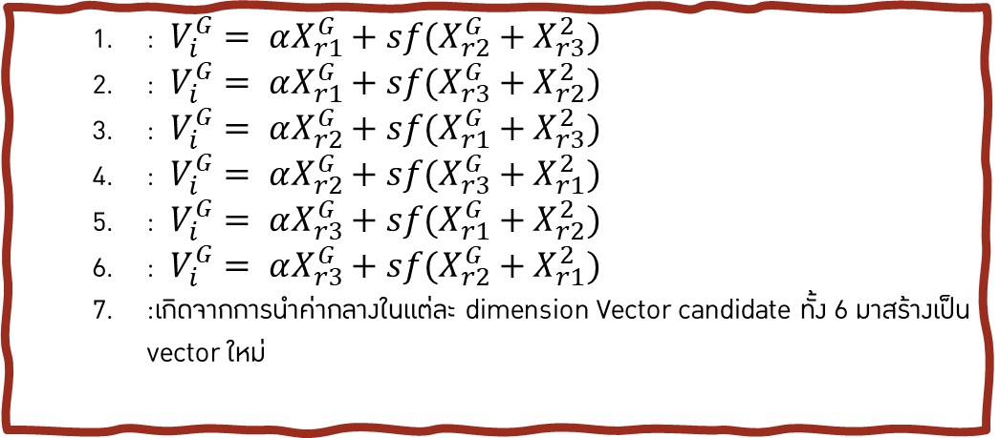 1. : $V_i^G = \alpha X_{r1}^G + sf(X_{r2}^G + X_{r3}^2)$
2. : $V_i^G = \alpha X_{r1}^G + sf(X_{r3}^G + X_{r2}^2)$
3. : $V_i^G = \alpha X_{r2}^G + sf(X_{r1}^G + X_{r3}^2)$
4. : $V_i^G = \alpha X_{r2}^G + sf(X_{r3}^G + X_{r1}^2)$
5. : $V_i^G = \alpha X_{r3}^G + sf(X_{r1}^G + X_{r2}^2)$
6. : $V_i^G = \alpha X_{r3}^G + sf(X_{r2}^G + X_{r1}^2)$
7. :เกิดจากการนำค่ากลางในแต่ละ dimension Vector candidate ทั้ง 6 มาสร้างเป็น
vector ใหม่